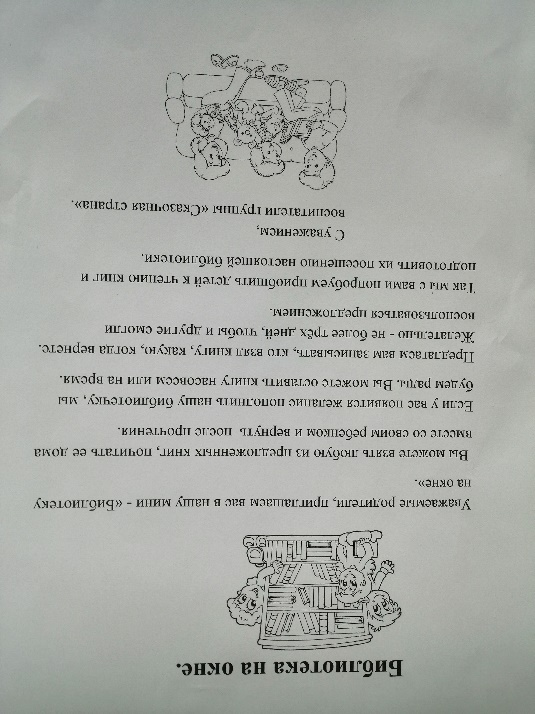 Библиотека на окне.
Уважаемые родители, приглашаем вас в нашу мини - «Библиотеку
на окне».
Вы можете взять любую из предложенных книг, почитать ее дома
вместе со своим ребёнком и вернуть после прочтения.
Если у вас появится желание пополнить нашу библиотечку, мы
будем рады. Вы можете оставить книгу насовсем или на время.
Предлагаем вам записывать, кто взял книгу, какую, когда вернете.
Желательно - не более трёх дней, чтобы и другие смогли
воспользоваться предложением.
Так мы с вами попробуем приобщить детей к чтению книг и
подготовить их посещению настоящей библиотеки.
С уважением,
воспитатели группы «Сказочная страна».